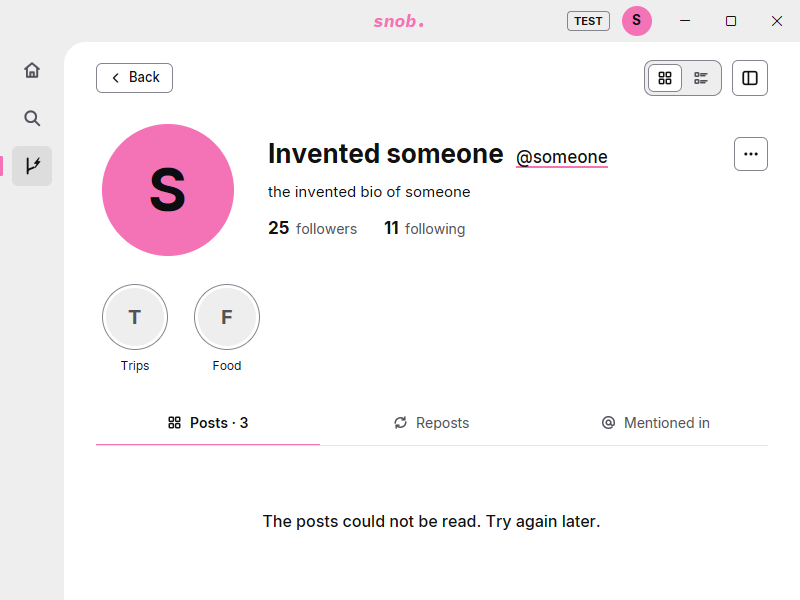 snob.
TEST
S
Back
S
Invented someone @someone
the invented bio of someone
25 followers 11 following
T
F
Trips
Food
Posts · 3
Reposts
Mentioned in
The posts could not be read. Try again later.